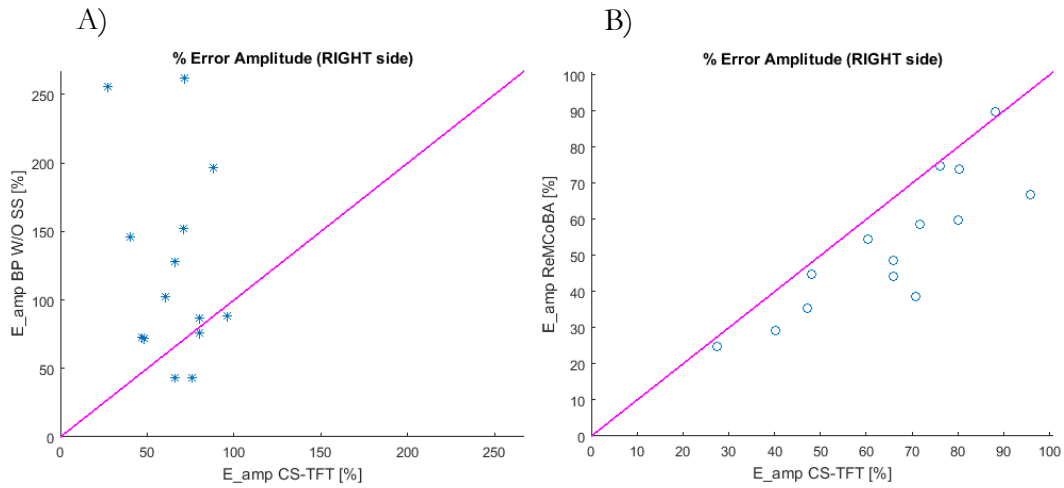 A)
% Error Amplitude (RIGHT side)
E_amp BP W/O SS [%]
250
200
150
100
50
0
0 50 100 150 200 250
E_amp CS-TFT [%]
B)
% Error Amplitude (RIGHT side)
E_amp ReMCoBA [%]
100
90
80
70
60
50
40
30
20
10
0
0 10 20 30 40 50 60 70 80 90 100
E_amp CS-TFT [%]